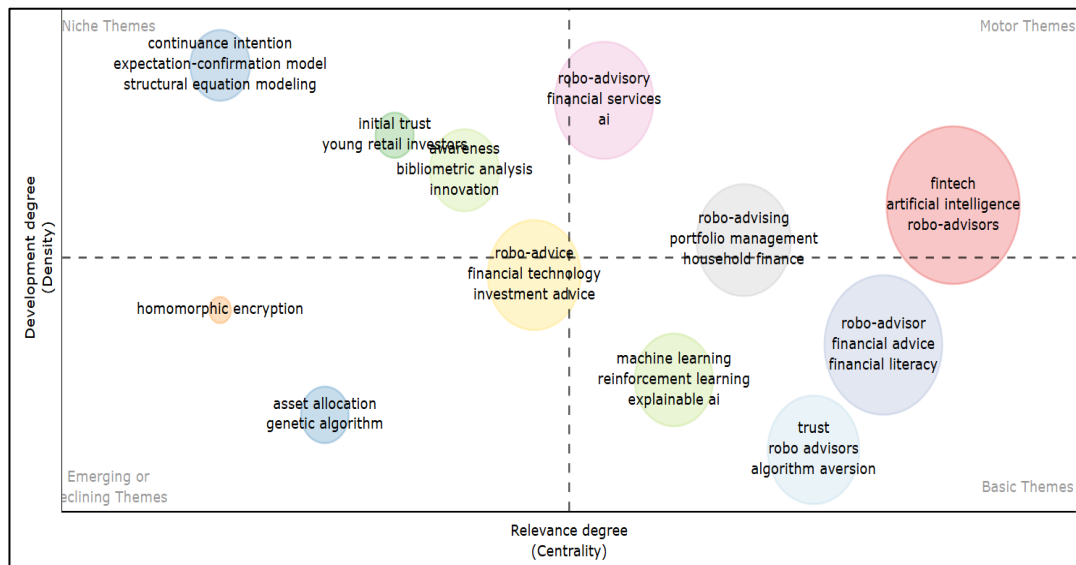 Niche Themes
Motor Themes
continuance intention
expectation-confirmation model
structural equation modeling
robo-advisory
financial services
ai
initial trust
young retail investors
awareness
bibliometric analysis
innovation
fintech
artificial intelligence
robo-advisors
robo-advising
portfolio management
household finance
robo-advice
financial technology
investment advice
Development degree
(Density)
homomorphic encryption
robo-advisor
financial advice
financial literacy
machine learning
reinforcement learning
explainable ai
asset allocation
genetic algorithm
trust
robo advisors
algorithm aversion
Emerging or
eclining Themes
Basic Themes
Relevance degree
(Centrality)